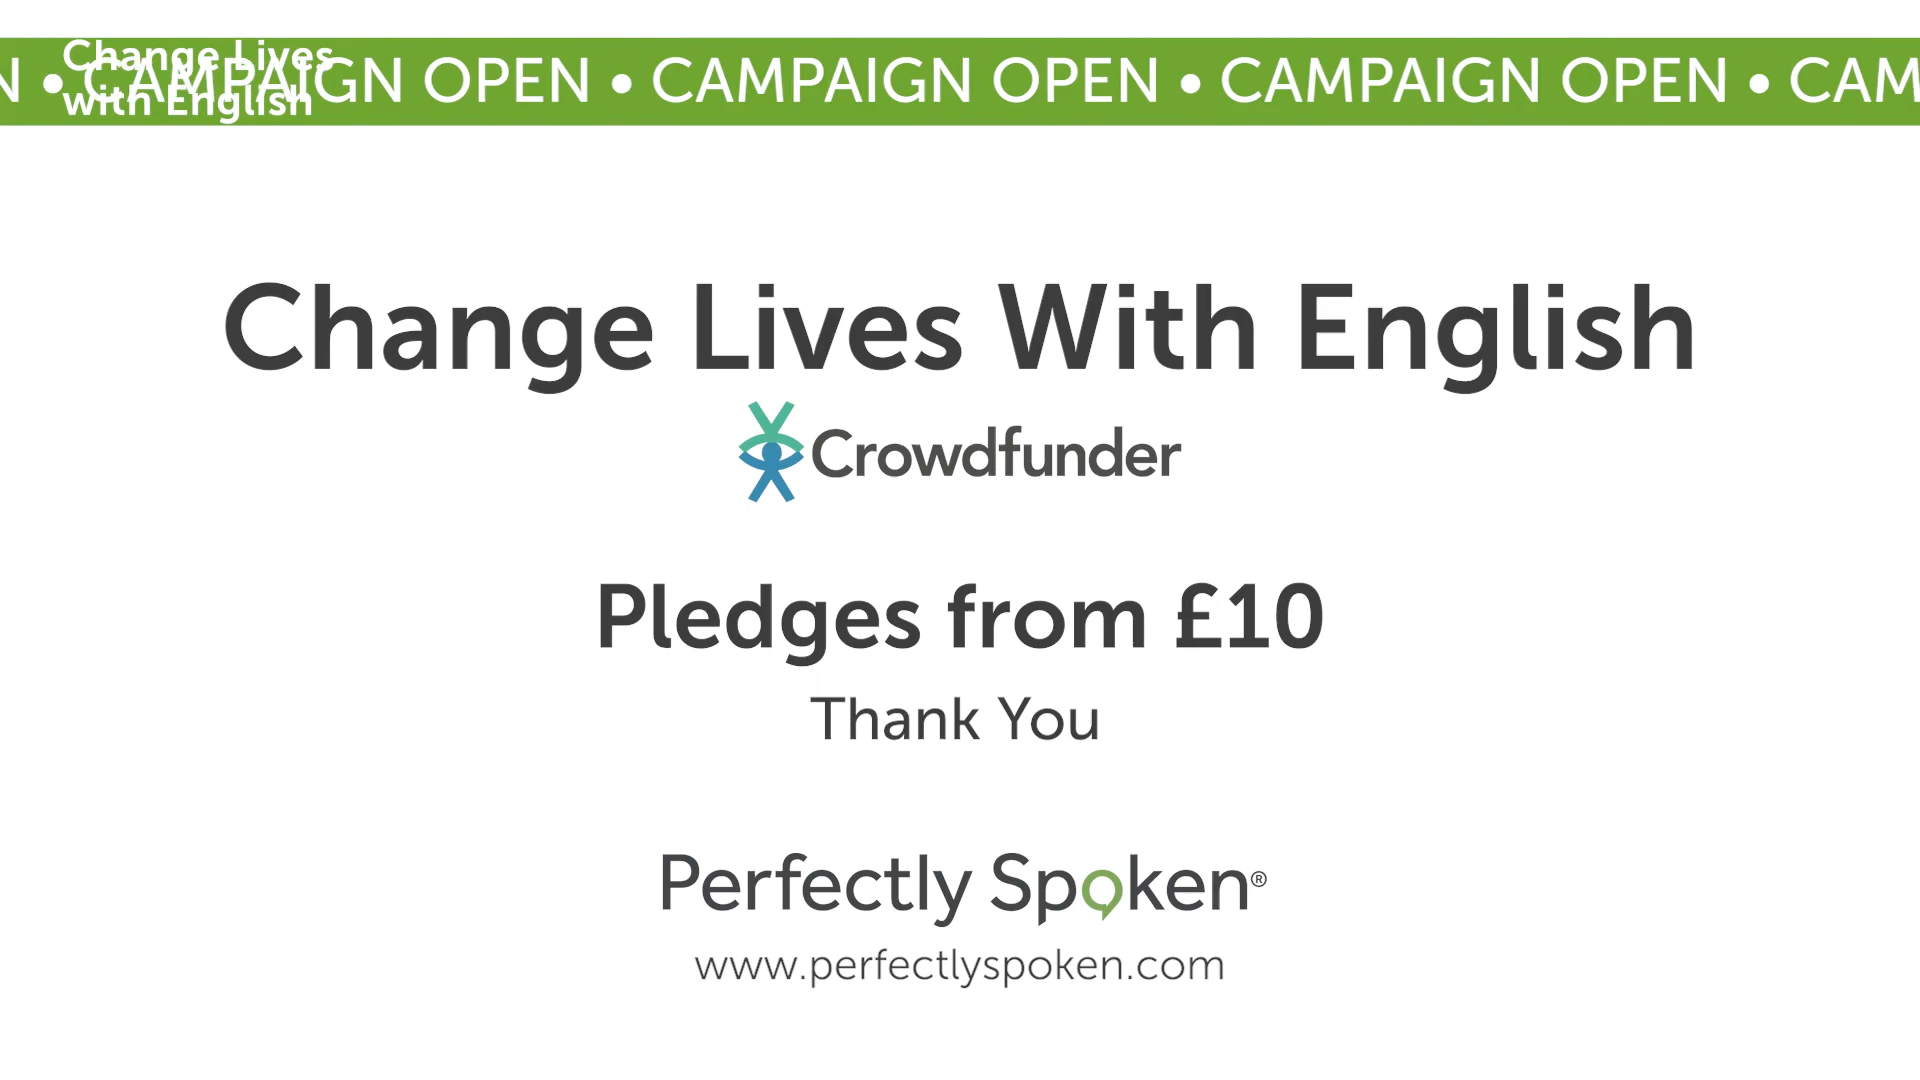 N • CAMPAIGN OPEN • CAMPAIGN OPEN • CAMPAIGN OPEN • CAM
Change Lives
with English
Change Lives With English
Crowdfunder
Pledges from £10
Thank You
Perfectly Spoken®
www.perfectlyspoken.com